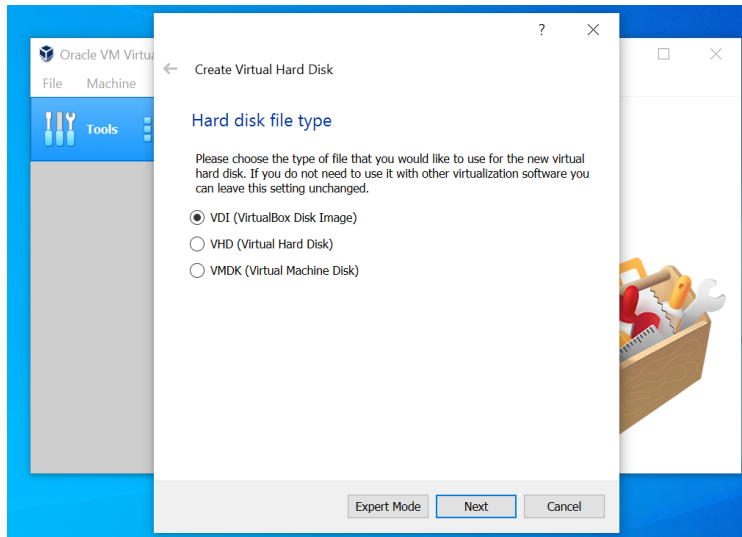 Oracle VM Virtu
File Machine
Tools
?
Create Virtual Hard Disk
Hard disk file type
Please choose the type of file that you would like to use for the new virtual
hard disk. If you do not need to use it with other virtualization software you
can leave this setting unchanged.
VDI (VirtualBox Disk Image)
VHD (Virtual Hard Disk)
VMDK (Virtual Machine Disk)
Expert Mode Next Cancel